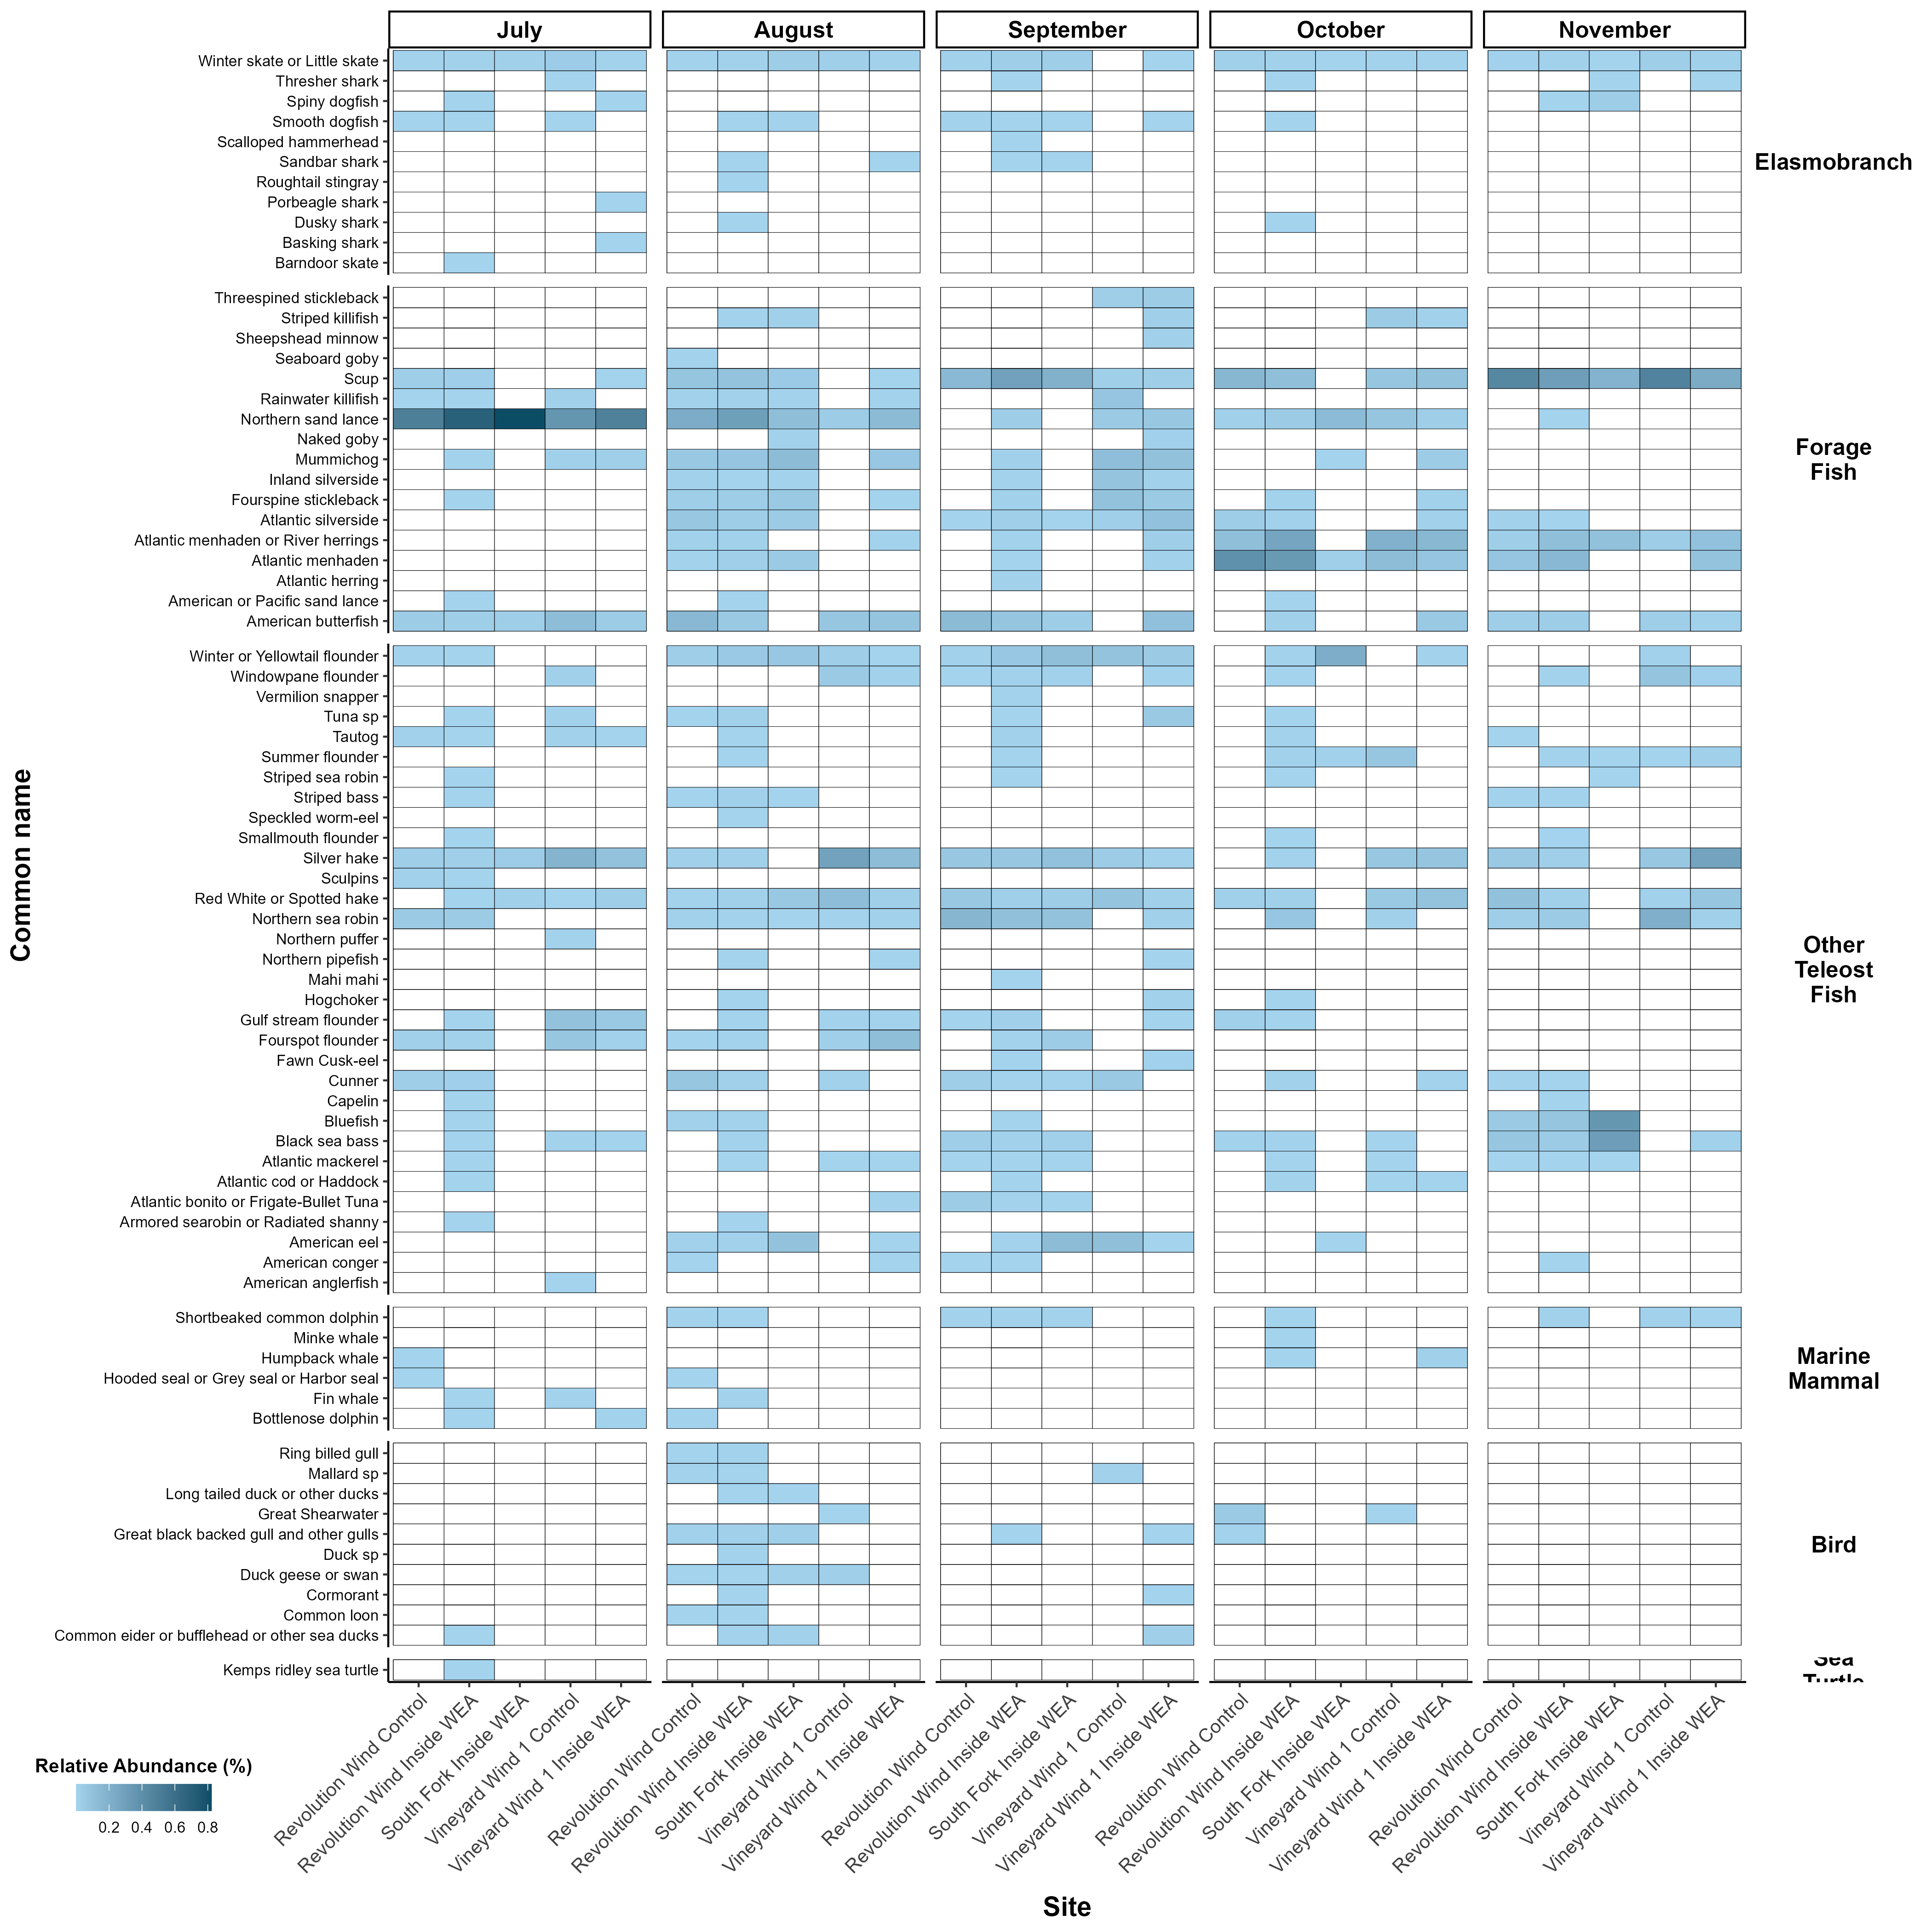 July
August
September
October
November
Winter skate or Little skate
Thresher shark
Spiny dogfish
Smooth dogfish
Scalloped hammerhead
Sandbar shark
Roughtail stingray
Porbeagle shark
Dusky shark
Basking shark
Barndoor skate
Elasmobranch
Threespined stickleback
Striped killifish
Sheepshead minnow
Seaboard goby
Scup
Rainwater killifish
Northern sand lance
Naked goby
Mummichog
Inland silverside
Fourspine stickleback
Atlantic silverside
Atlantic menhaden or River herrings
Atlantic menhaden
Atlantic herring
American or Pacific sand lance
American butterfish
Forage
Fish
Winter or Yellowtail flounder
Windowpane flounder
Vermilion snapper
Tuna sp
Tautog
Summer flounder
Striped sea robin
Striped bass
Speckled worm-eel
Smallmouth flounder
Silver hake
Sculpins
Red White or Spotted hake
Northern sea robin
Northern puffer
Northern pipefish
Mahi mahi
Hogchoker
Gulf stream flounder
Fourspot flounder
Fawn Cusk-eel
Cunner
Capelin
Bluefish
Black sea bass
Atlantic mackerel
Atlantic cod or Haddock
Atlantic bonito or Frigate-Bullet Tuna
Armored searobin or Radiated shanny
American eel
American conger
American anglerfish
Other
Teleost
Fish
Shortbeaked common dolphin
Minke whale
Humpback whale
Hooded seal or Grey seal or Harbor seal
Fin whale
Bottlenose dolphin
Marine
Mammal
Ring billed gull
Mallard sp
Long tailed duck or other ducks
Great Shearwater
Great black backed gull and other gulls
Duck sp
Duck geese or swan
Cormorant
Common loon
Common eider or bufflehead or other sea ducks
Bird
Kemps ridley sea turtle
Sea
Turtle
Common name
Revolution Wind Control
Revolution Wind Inside WEA
South Fork Inside WEA
Vineyard Wind 1 Control
Vineyard Wind 1 Inside WEA
Revolution Wind Control
Revolution Wind Inside WEA
South Fork Inside WEA
Vineyard Wind 1 Control
Vineyard Wind 1 Inside WEA
Revolution Wind Control
Revolution Wind Inside WEA
South Fork Inside WEA
Vineyard Wind 1 Control
Vineyard Wind 1 Inside WEA
Revolution Wind Control
Revolution Wind Inside WEA
South Fork Inside WEA
Vineyard Wind 1 Control
Vineyard Wind 1 Inside WEA
Revolution Wind Control
Revolution Wind Inside WEA
South Fork Inside WEA
Vineyard Wind 1 Control
Vineyard Wind 1 Inside WEA
Site
Relative Abundance (%)
0.2 0.4 0.6 0.8